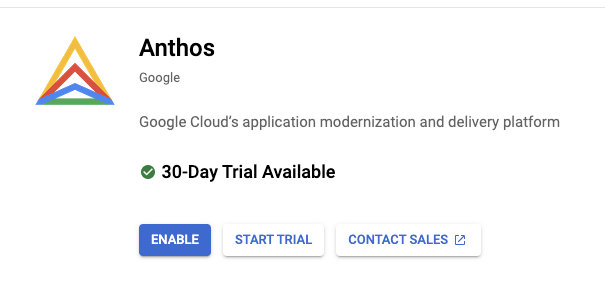 Anthos
Google
Google Cloud’s application modernization and delivery platform
30-Day Trial Available
ENABLE
START TRIAL
CONTACT SALES